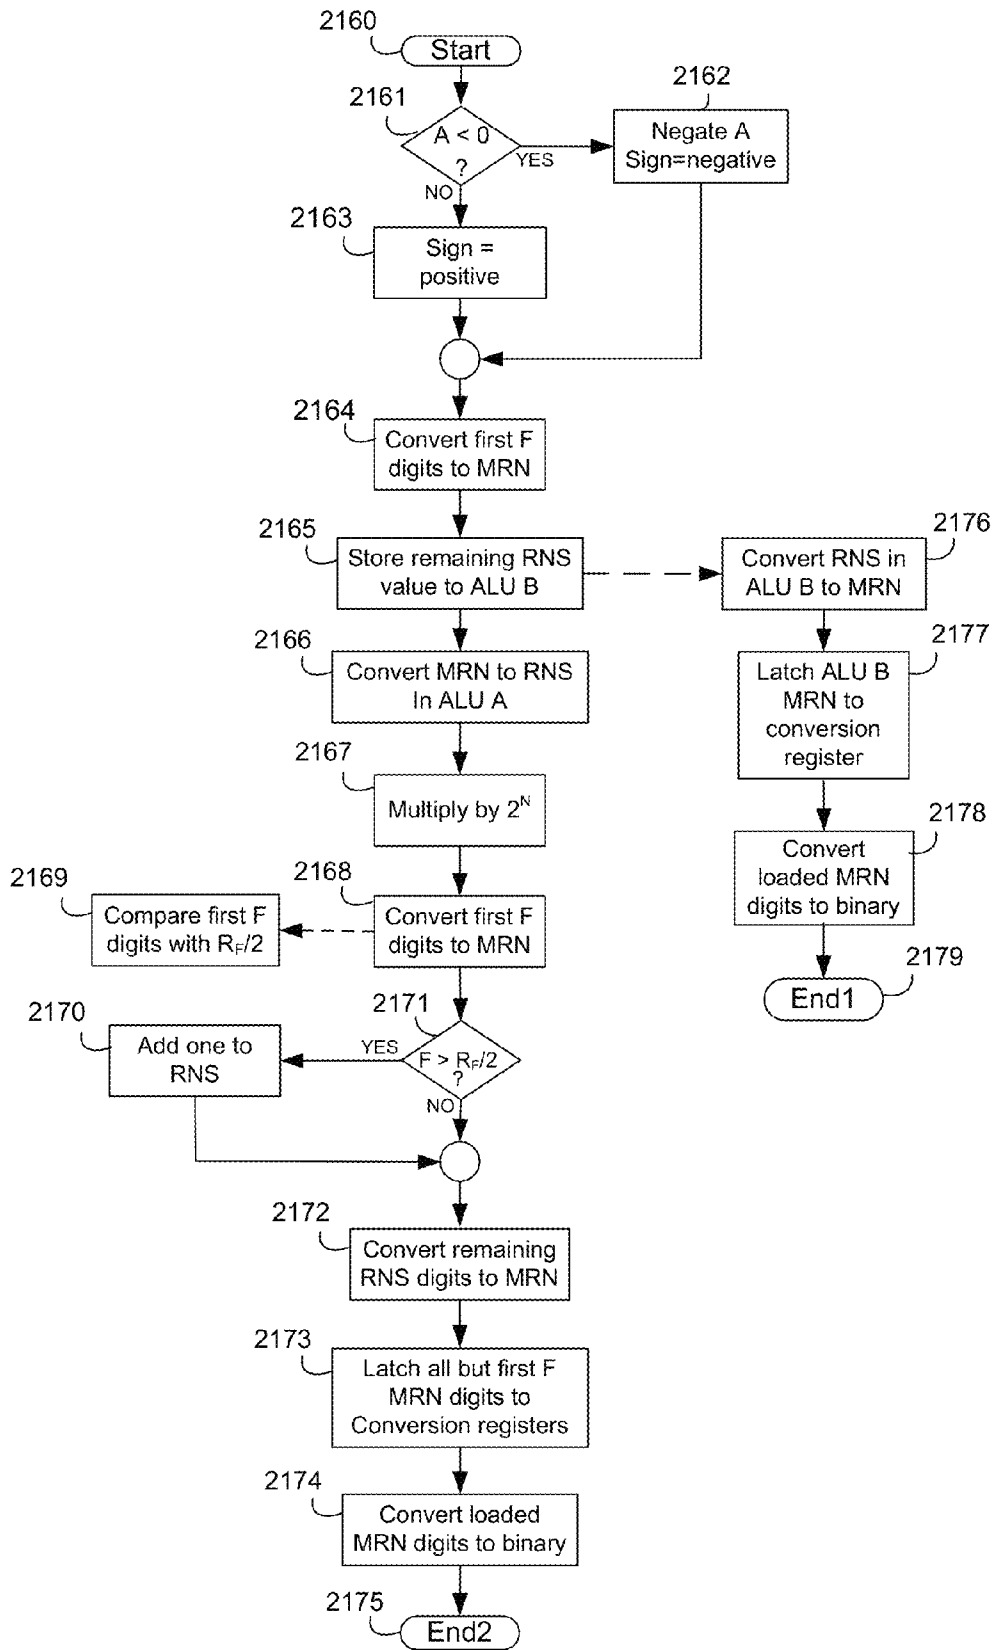 2160
Start
2161
A < 0
?
YES
NO
2162
Negate A
Sign=negative
2163
Sign =
positive
2164
Convert first F
digits to MRN
2165
Store remaining RNS
value to ALU B
2176
Convert RNS in
ALU B to MRN
2166
Convert MRN to RNS
In ALU A
2177
Latch ALU B
MRN to
conversion
register
2167
Multiply by 2^N
2178
Convert
loaded MRN
digits to binary
2169
Compare first F
digits with R_F/2
2168
Convert first F
digits to MRN
2179
End1
2170
Add one to
RNS
2171
YES
F > R_F/2
?
NO
2172
Convert remaining
RNS digits to MRN
2173
Latch all but first F
MRN digits to
Conversion registers
2174
Convert loaded
MRN digits to binary
2175
End2